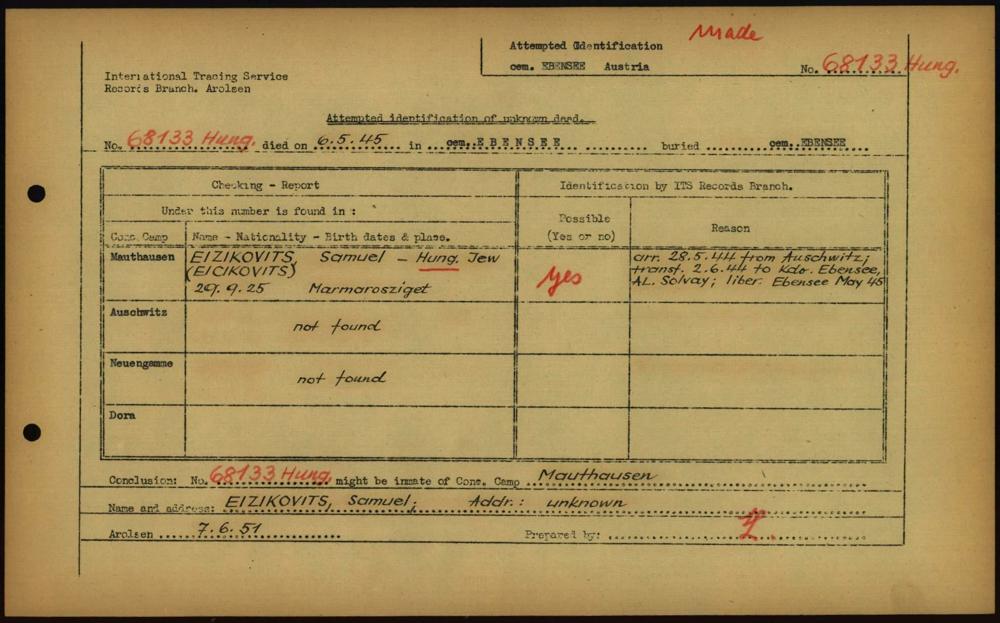 Made
Attempted Identification
cem. EBENSEE Austria
No. 68133 Hung.
International Tracing Service
Records Branch. Arolsen
Attempted identification of unknown dead.
No. 68133 Hung. died on 6.5.45 in cem. EBENSEE buried cem. EBENSEE
Checking - Report
Identification by ITS Records Branch.
Under this number is found in :
Possible
(Yes or no)
Reason
Conc. Camp
Name - Nationality - Birth dates & place.
Mauthausen
EIZIKOVITS, Samuel - Hung. Jew
(EICIKOVITS)
29.9.25 Marmarosziget
yes
arr. 28.5.44 from Auschwitz;
transf. 2.6.44 to Kdo. Ebensee,
AL. Solvay; liber. Ebensee May 45
Auschwitz
not found
Neuengamme
not found
Dora
Conclusion: No. 68133 Hung. might be inmate of Conc. Camp Mauthausen
Name and address: EIZIKOVITS, Samuel; Addr.: unknown
Arolsen 7.6.51 Prepared by: